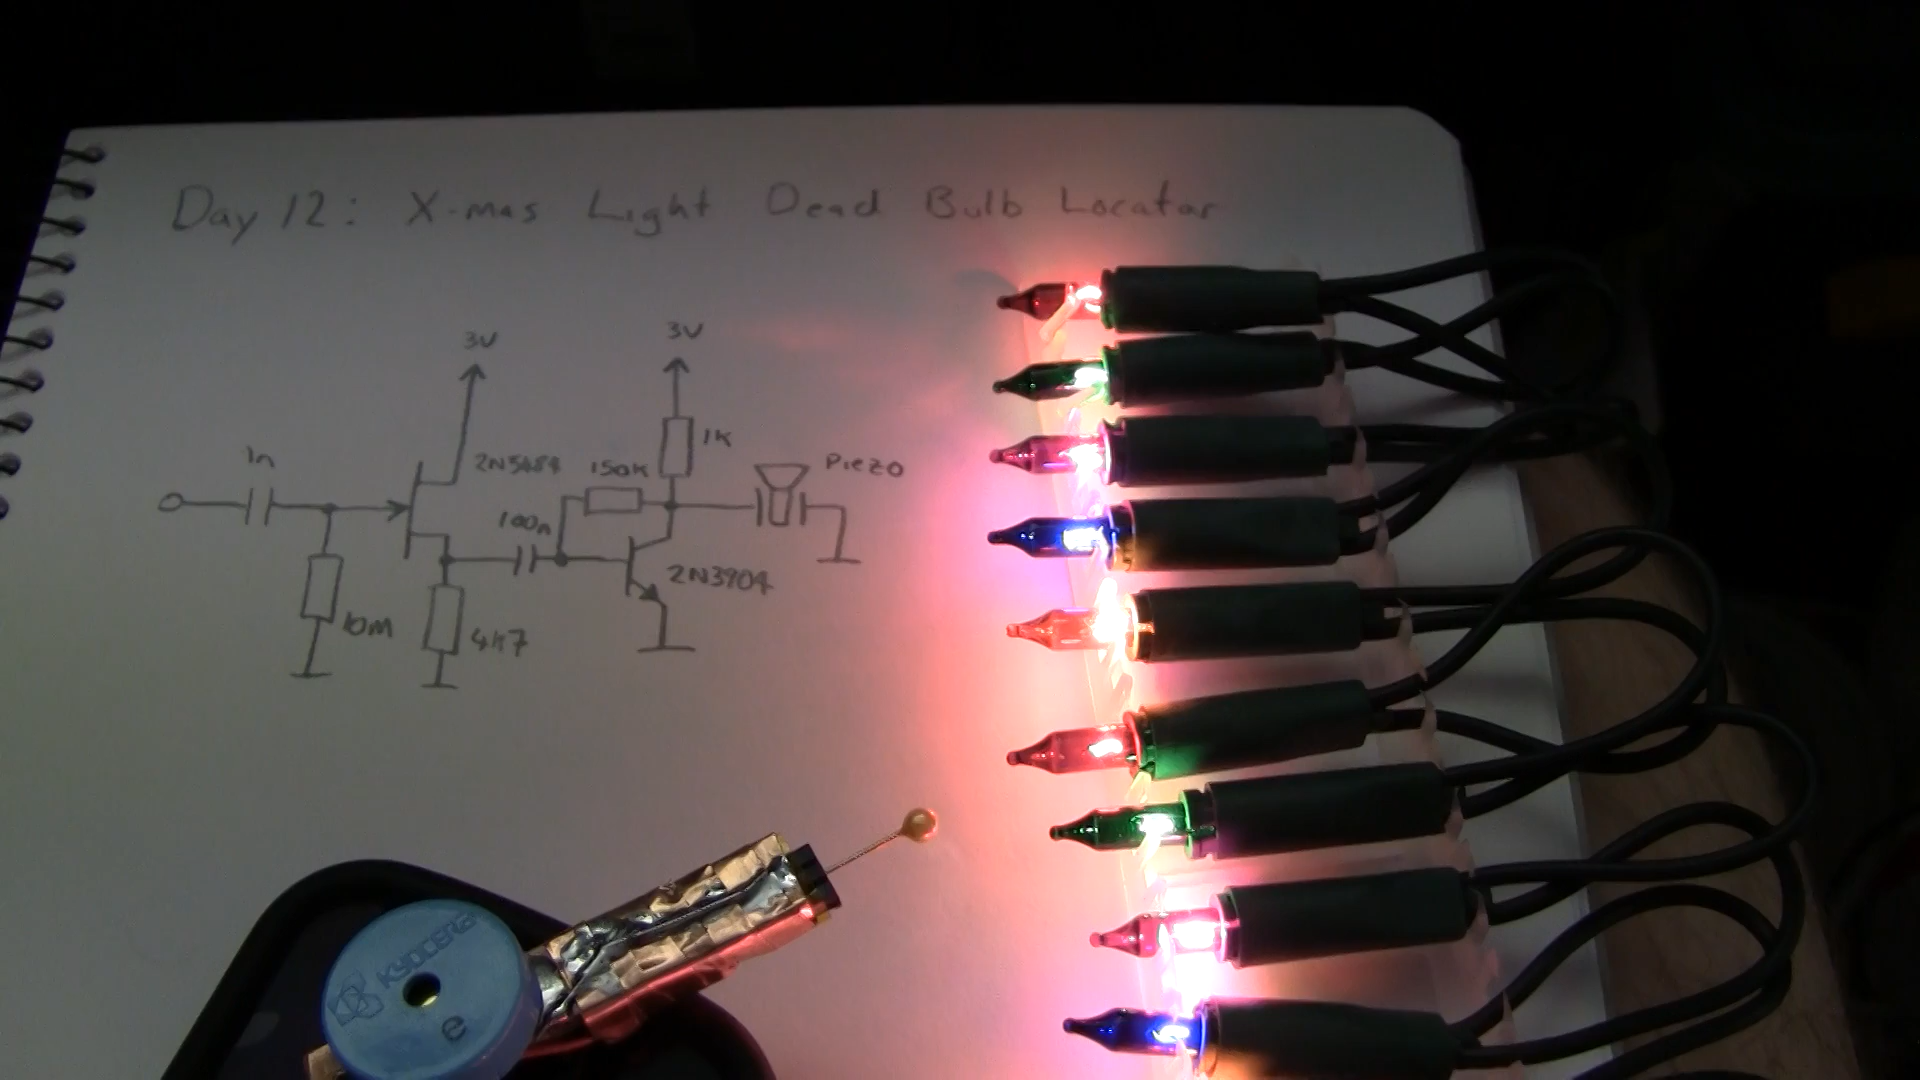 Day 12: X-mas Light Dead Bulb Locator
3V
3V
1K
1n
2N5484
150K
Piezo
100n
2N3904
10M
4K7
KYOCERA
e